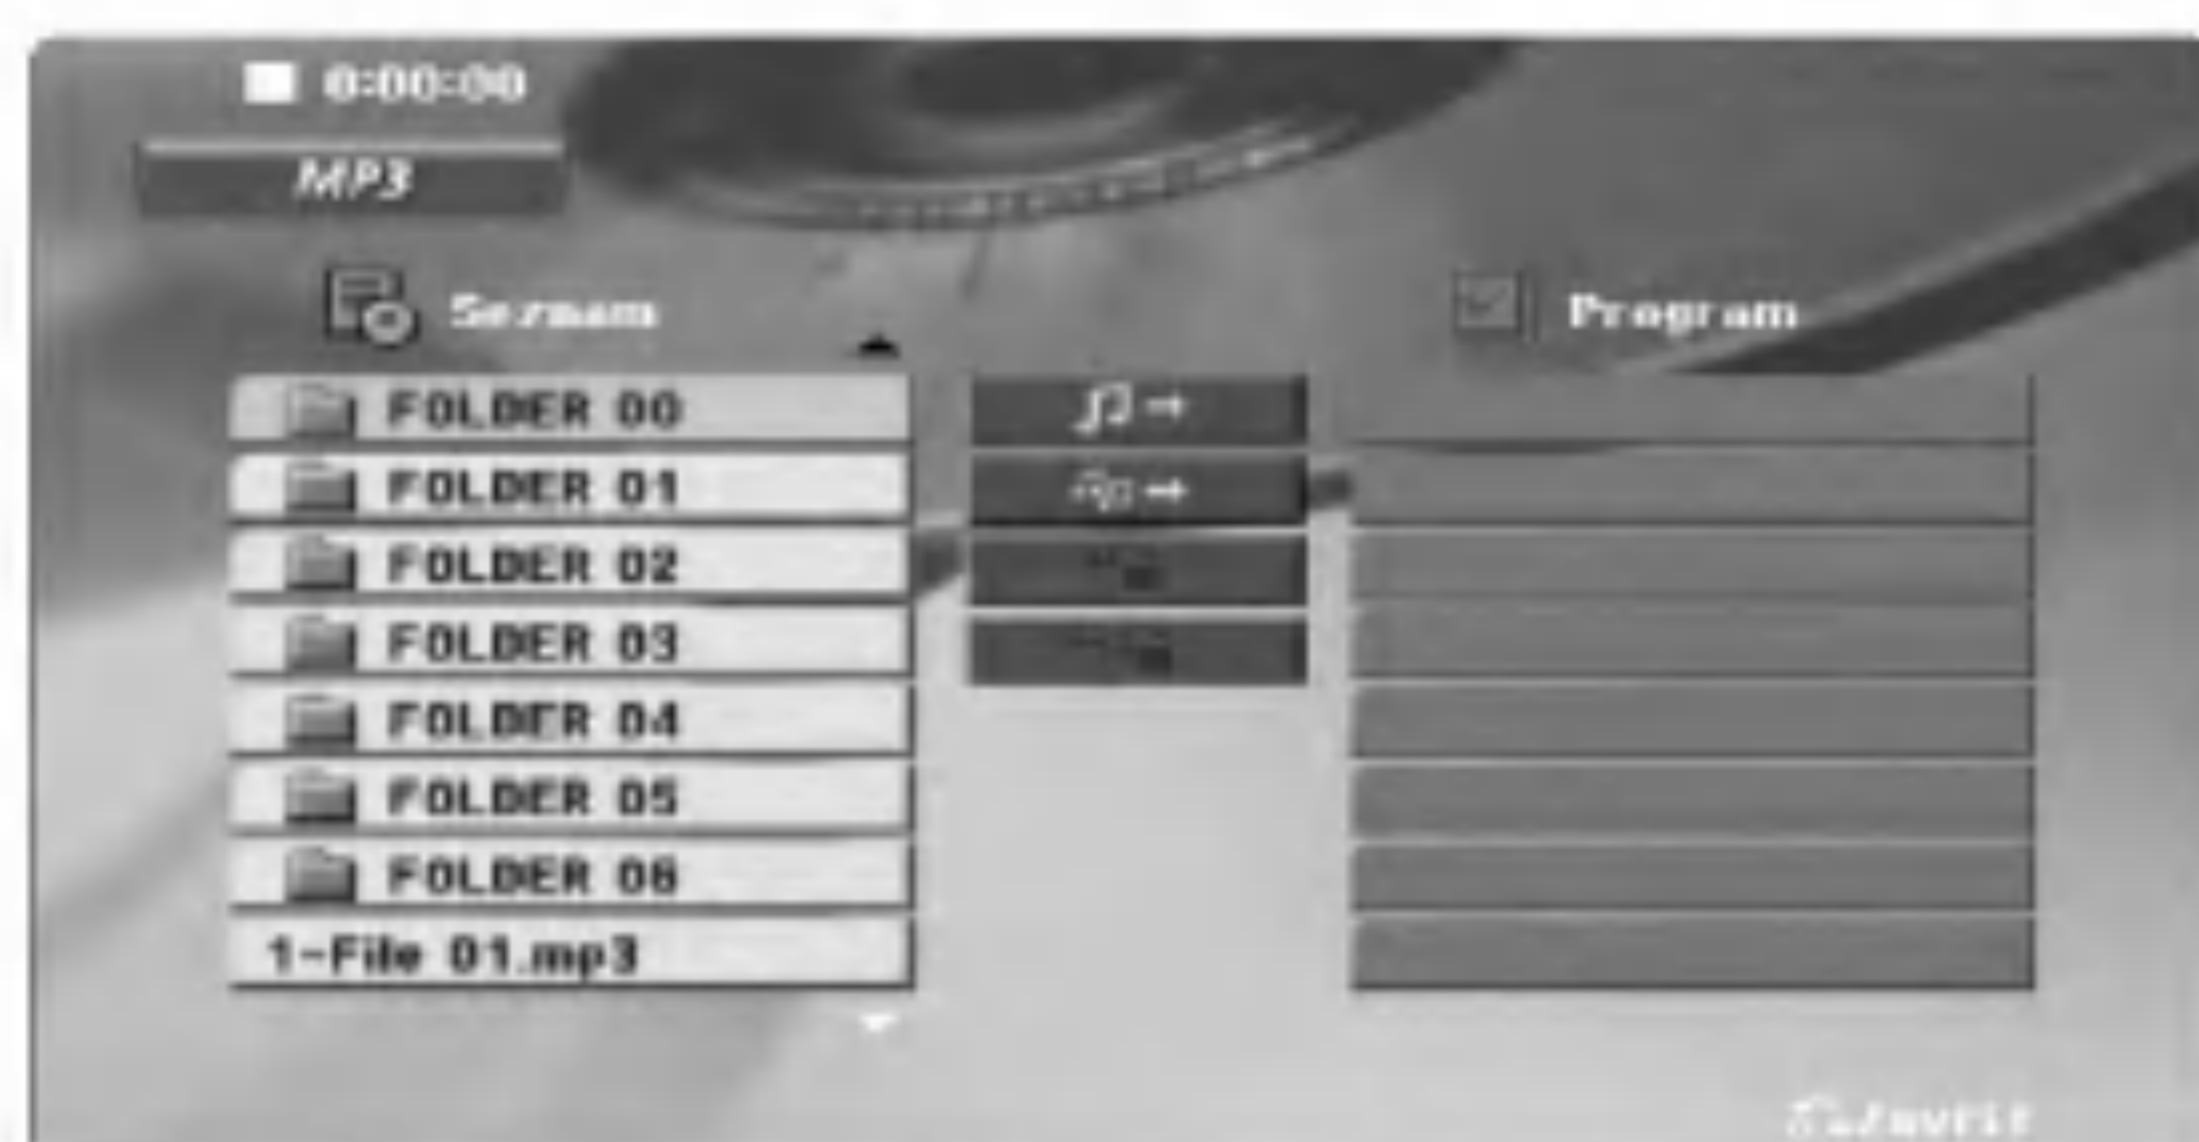 0:00:00
MP3
Seznam
Program
FOLDER 00
FOLDER 01
FOLDER 02
FOLDER 03
FOLDER 04
FOLDER 05
FOLDER 06
1-File 01.mp3
Zavřít